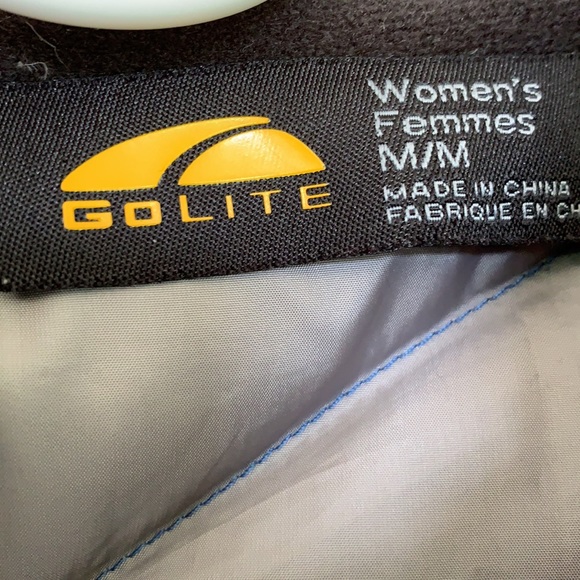 GOLITE
Women's
Femmes
M/M
MADE IN CHINA
FABRIQUE EN